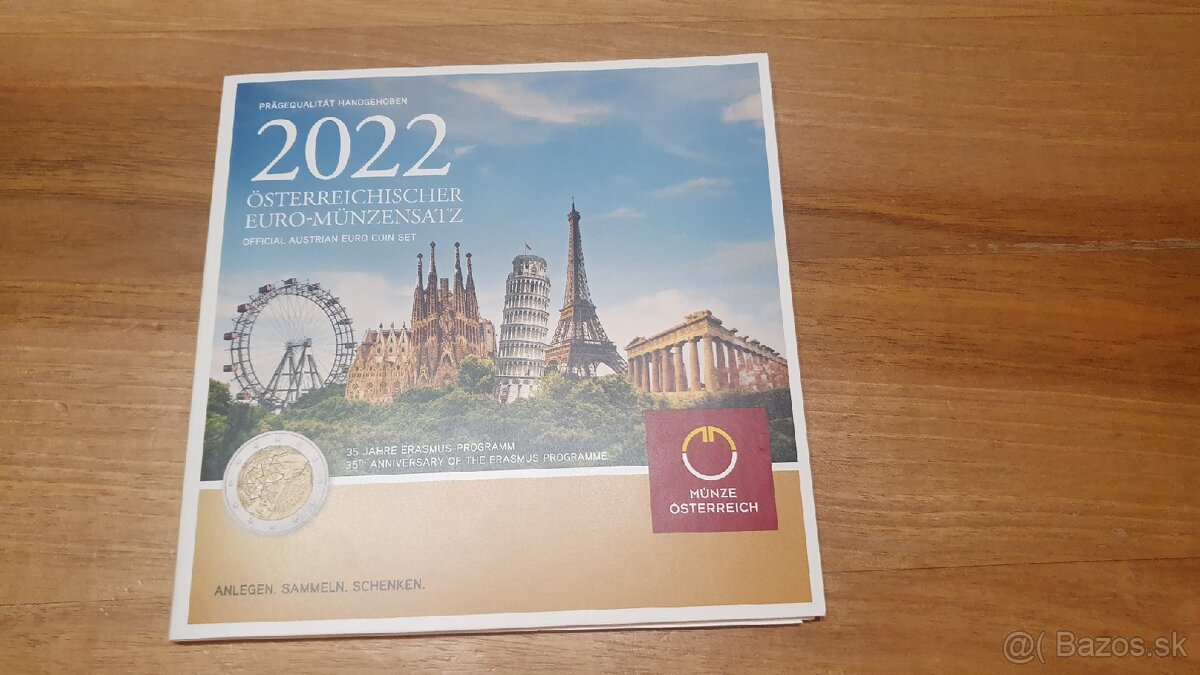 PRÄGEQUALITÄT HANDGEHOBEN
2022
ÖSTERREICHISCHER
EURO-MÜNZENSATZ
OFFICIAL AUSTRIAN EURO COIN SET
35 JAHRE ERASMUS-PROGRAMM
35TH ANNIVERSARY OF THE ERASMUS PROGRAMME
MÜNZE
ÖSTERREICH
ANLEGEN. SAMMELN. SCHENKEN.
@( Bazos.sk